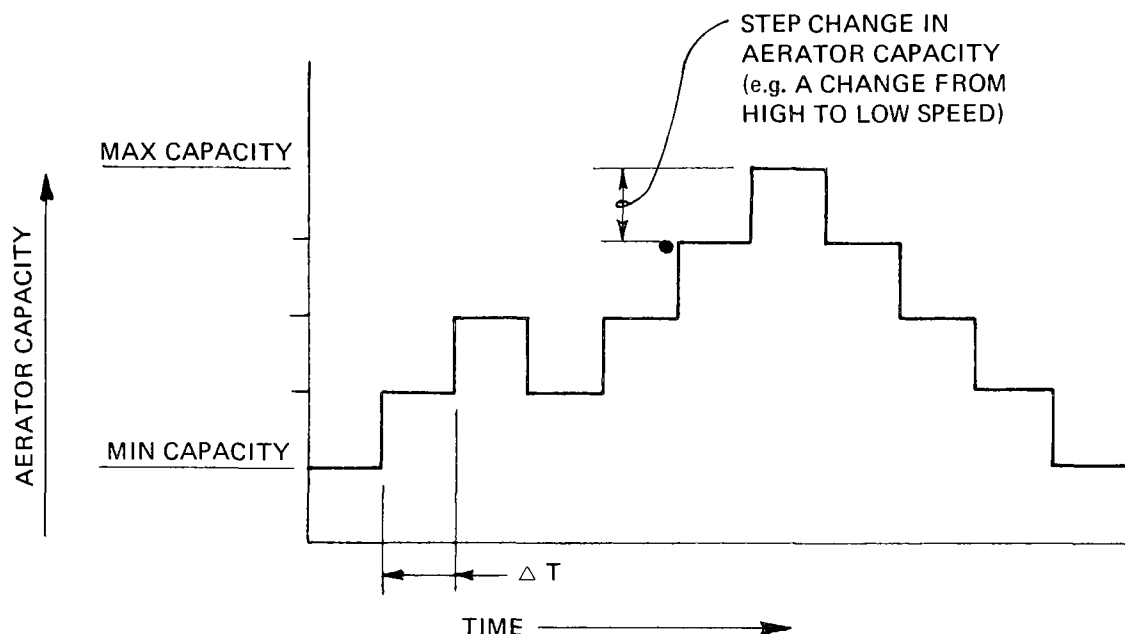 STEP CHANGE IN
AERATOR CAPACITY
(e.g. A CHANGE FROM
HIGH TO LOW SPEED)
MAX CAPACITY
AERATOR CAPACITY
MIN CAPACITY
△ T
TIME